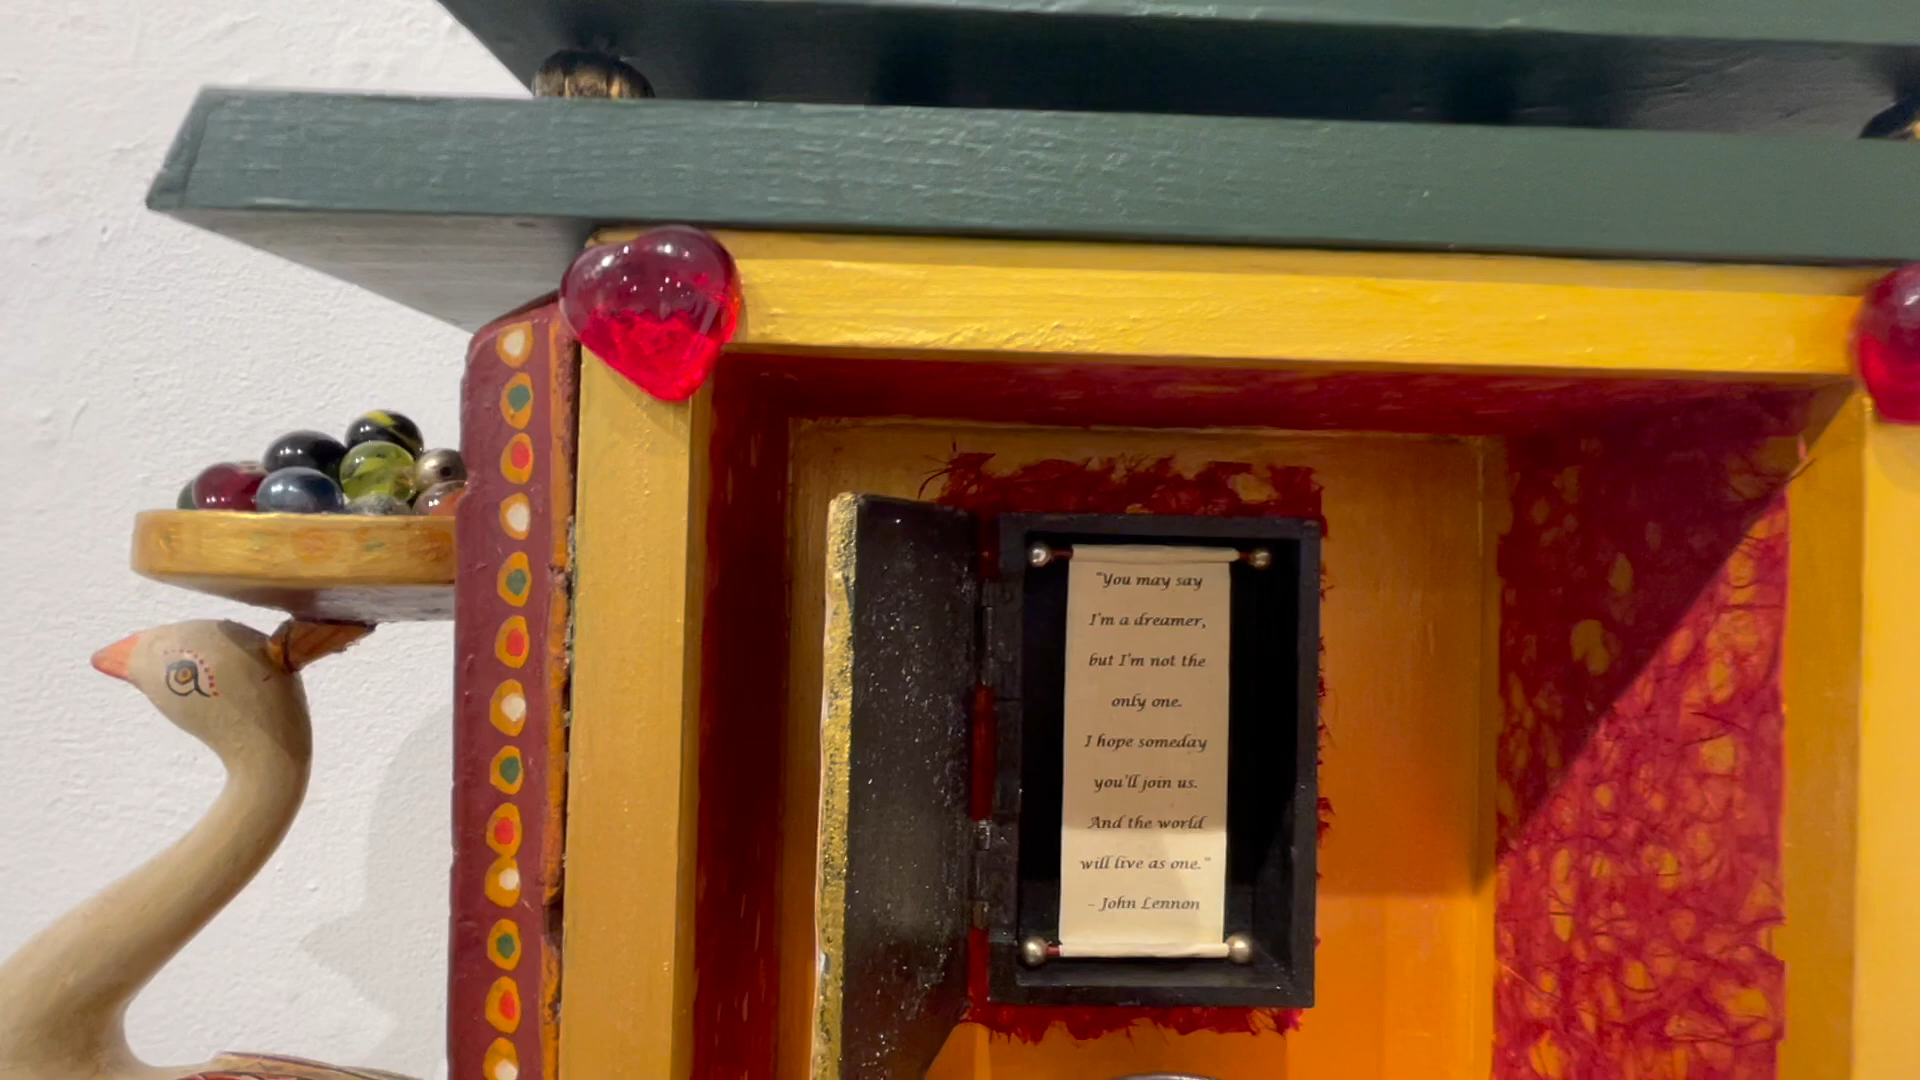 "You may say
I'm a dreamer,
but I'm not the
only one.
I hope someday
you'll join us.
And the world
will live as one."
- John Lennon